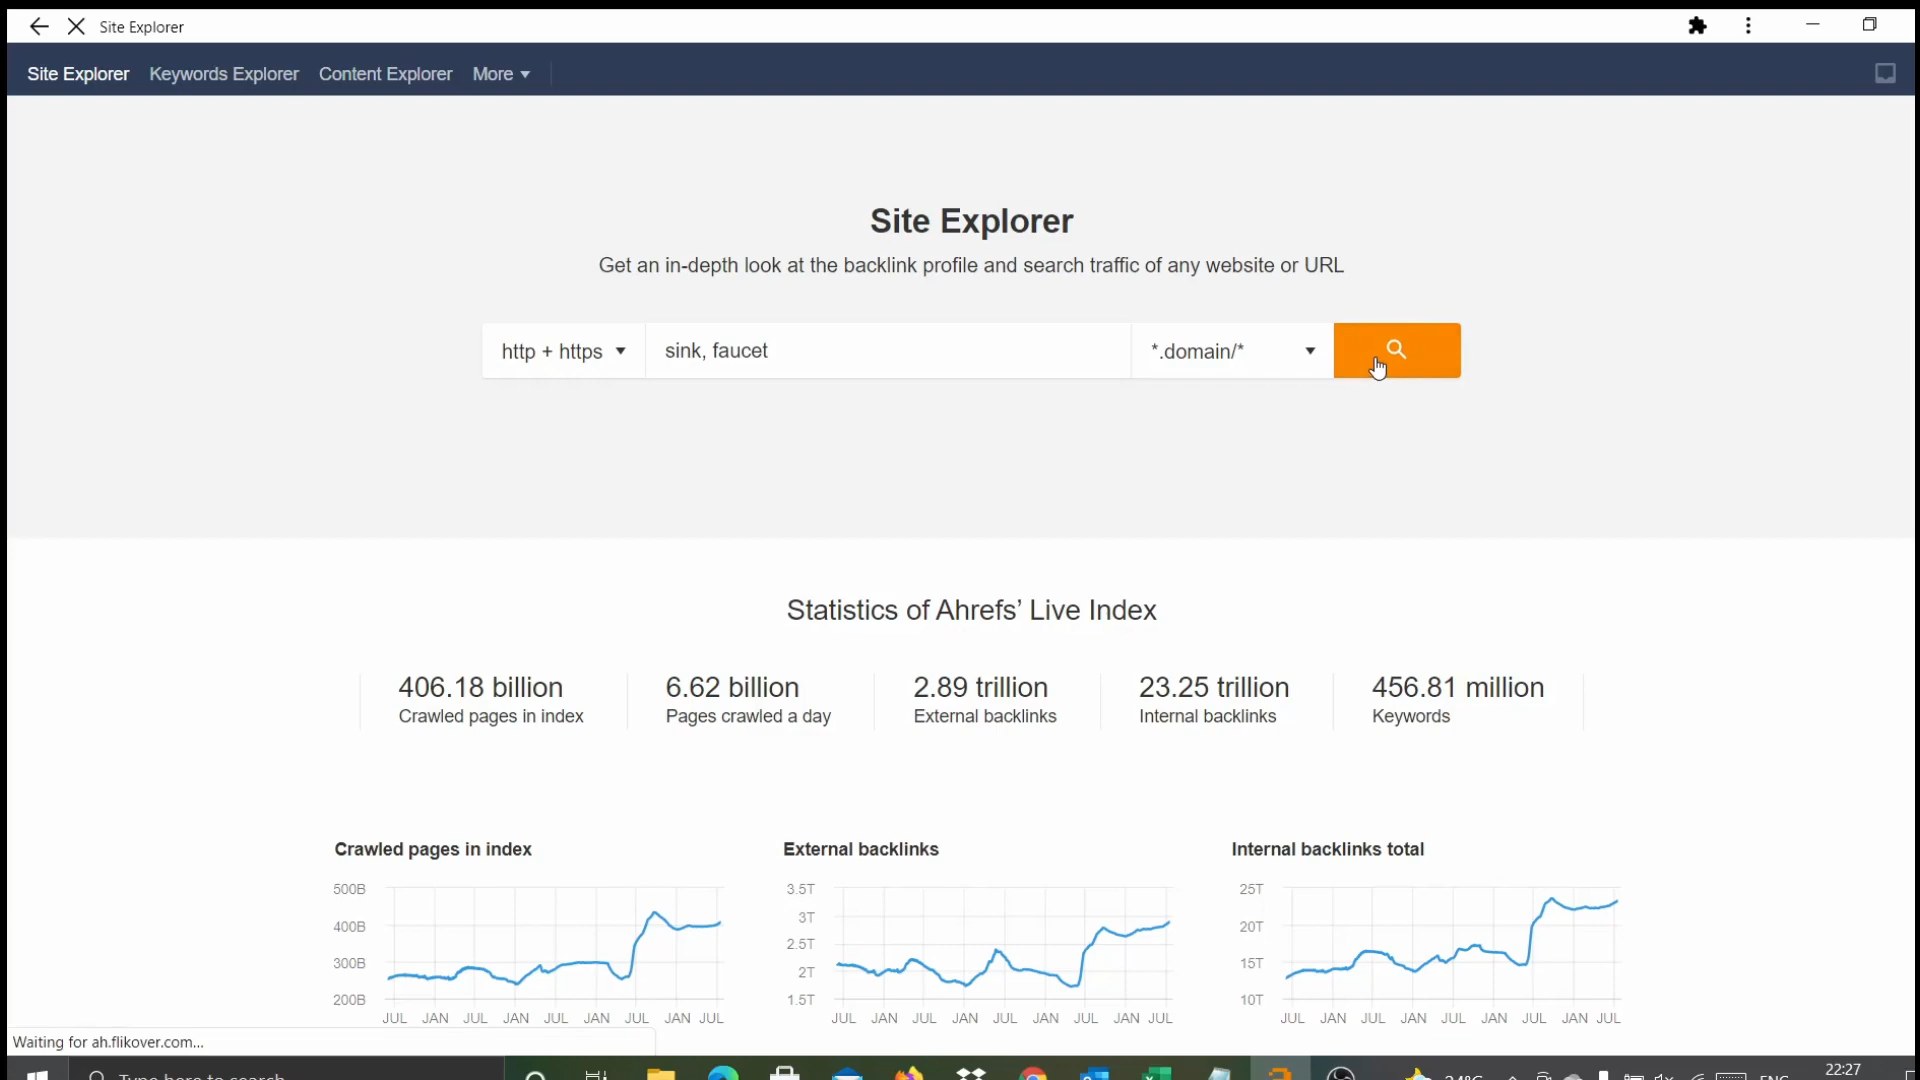 Site Explorer
Site Explorer Keywords Explorer Content Explorer More
Site Explorer
Get an in-depth look at the backlink profile and search traffic of any website or URL
http + https sink, faucet *.domain/*
Statistics of Ahrefs’ Live Index
406.18 billion 6.62 billion 2.89 trillion 23.25 trillion 456.81 million
Crawled pages in index Pages crawled a day External backlinks Internal backlinks Keywords
Crawled pages in index External backlinks Internal backlinks total
500B 3.5T 25T
400B 3T 20T
300B 2.5T 15T
200B 2T 10T
1.5T
JUL JAN JUL JAN JUL JAN JUL JAN JUL JUL JAN JUL JAN JUL JAN JUL JAN JUL JUL JAN JUL JAN JUL JAN JUL JAN JUL
Waiting for ah.flikover.com...
Type here to search 24°C ENG 22:27